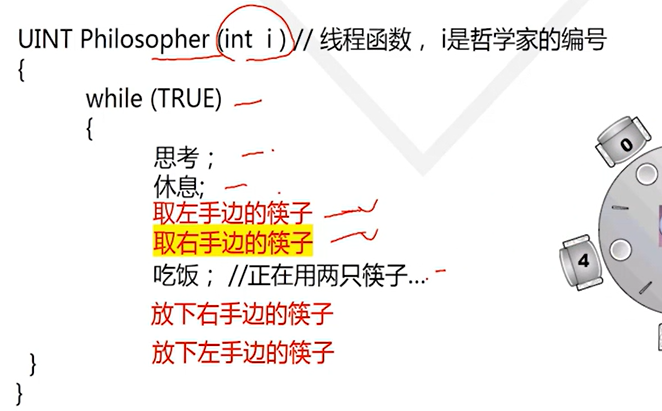 UINT Philosopher (int i) // 线程函数，i是哲学家的编号
{
while (TRUE)
{
思考；
休息;
取左手边的筷子
取右手边的筷子
吃饭； //正在用两只筷子...
放下右手边的筷子
放下左手边的筷子
}
}
0
4